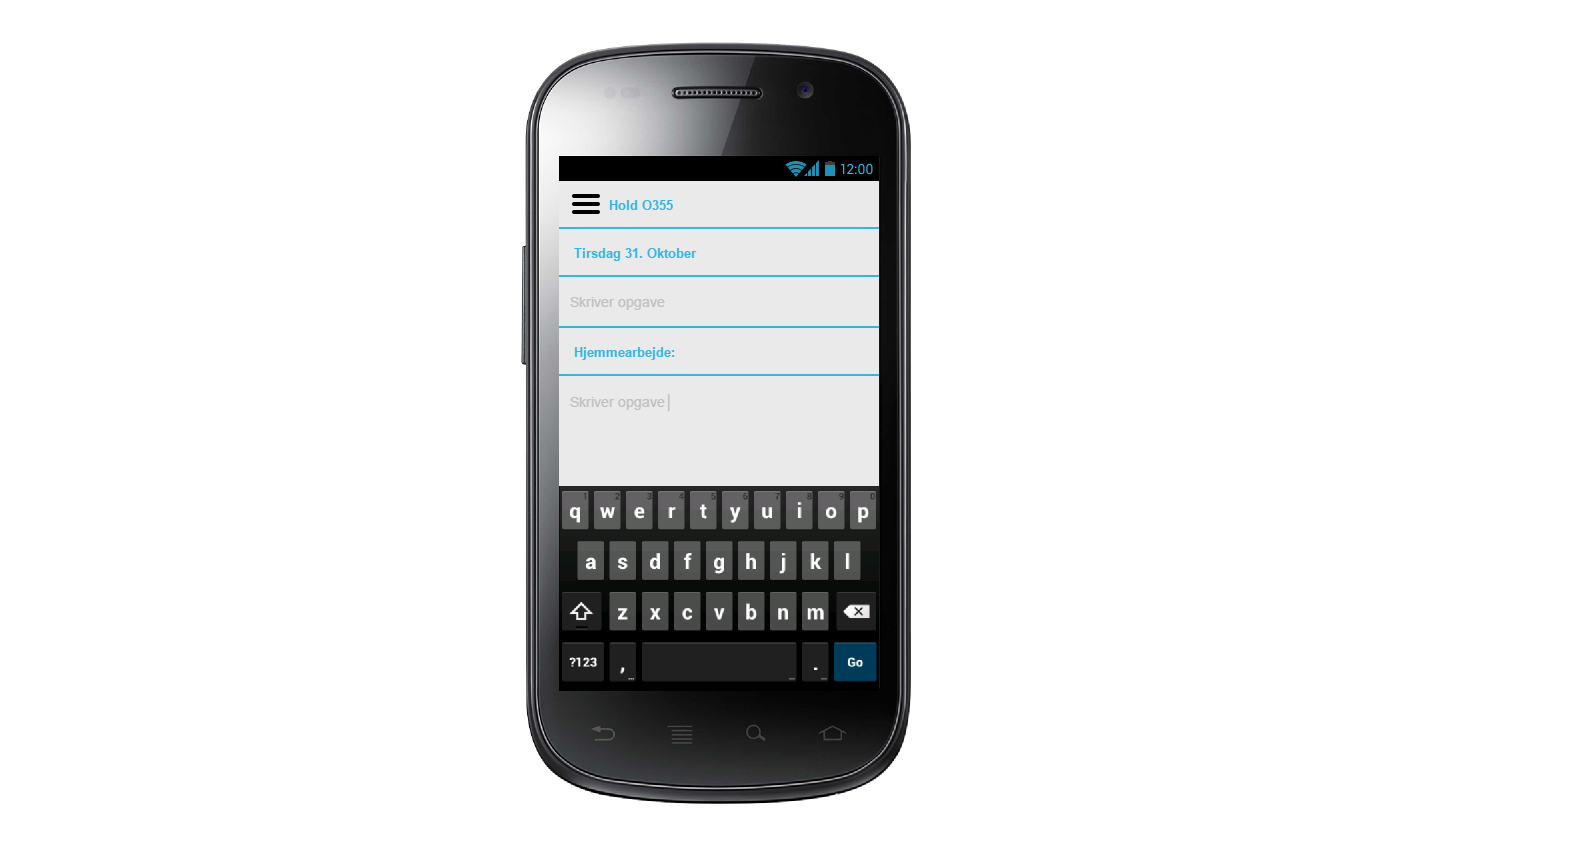 12:00
Hold O355
Tirsdag 31. Oktober
Skriver opgave
Hjemmearbejde:
Skriver opgave
1 2 3 4 5 6 7 8 9 0
q w e r t y u i o p
a s d f g h j k l
z x c v b n m
?123 , ... . Go